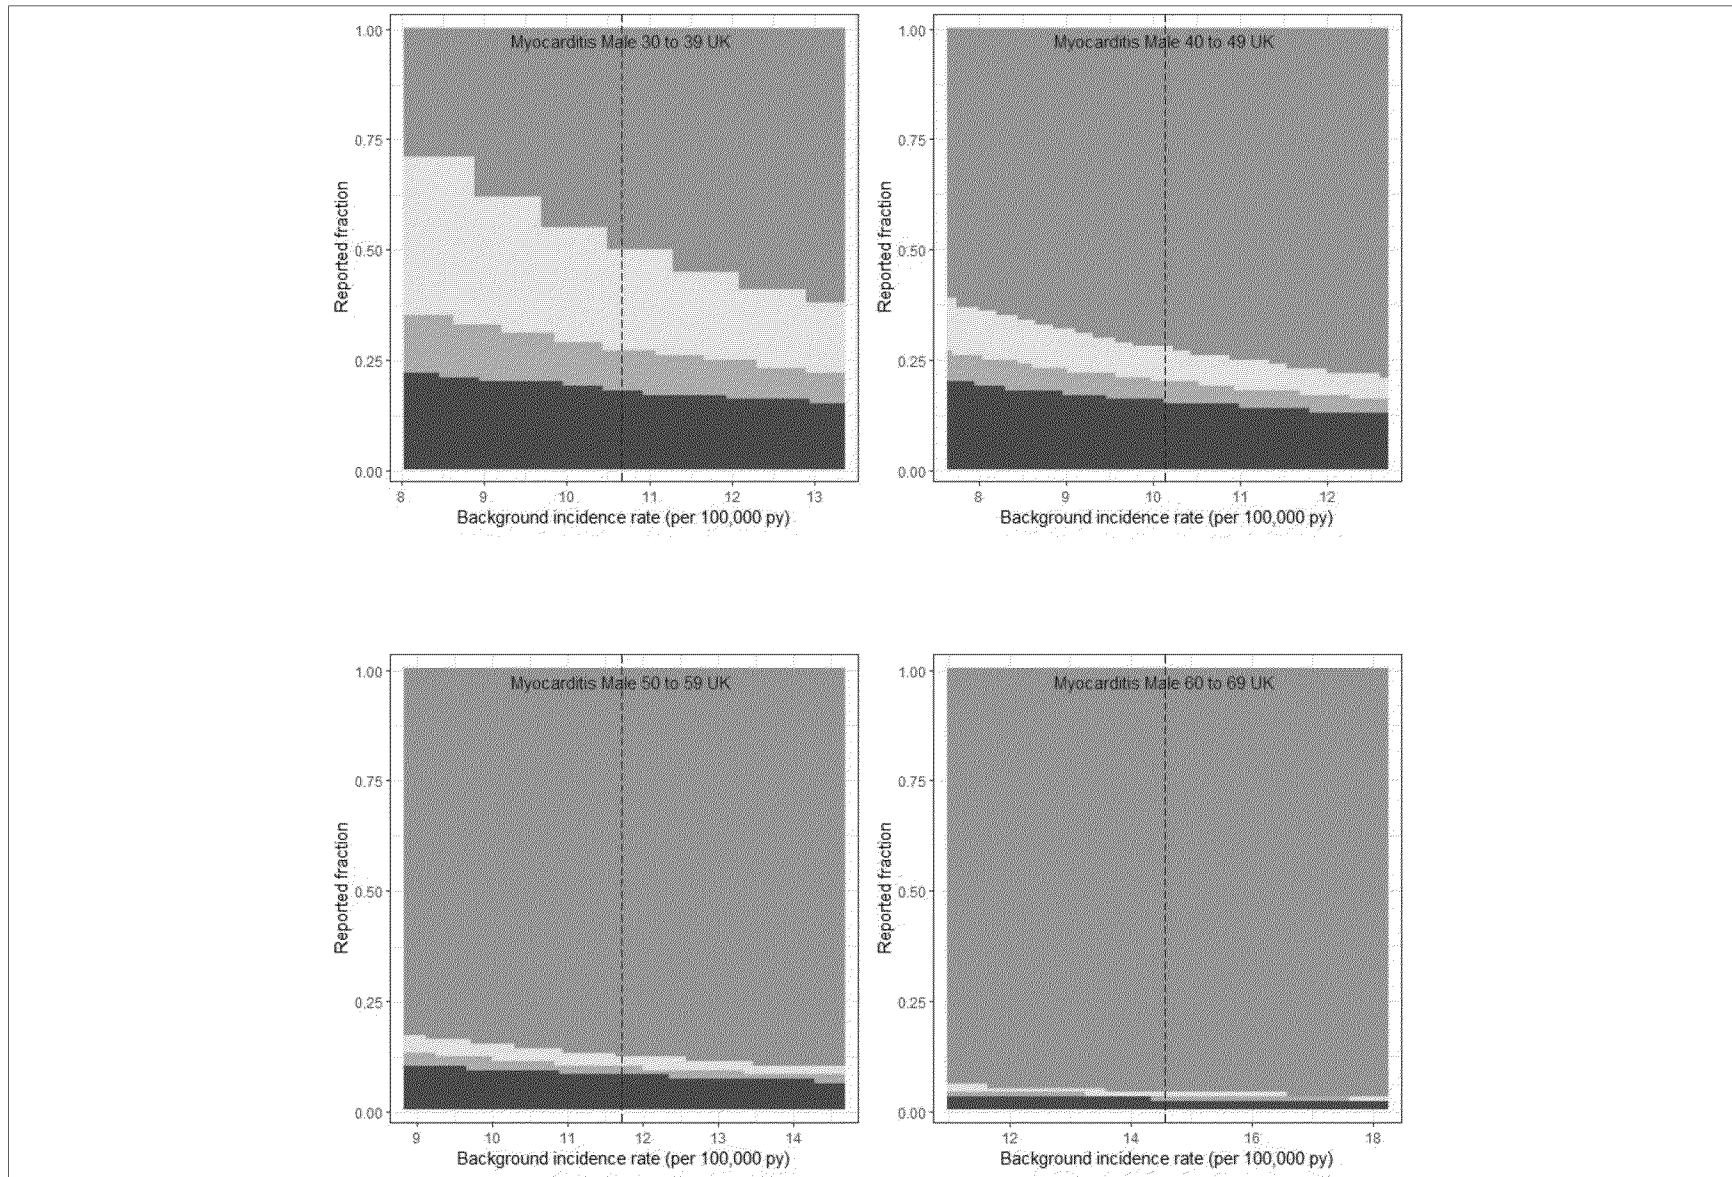 Myocarditis Male 30 to 39 UK
1.00
0.75
0.50
0.25
0.00
Reported fraction
8 9 10 11 12 13
Background incidence rate (per 100,000 py)
Myocarditis Male 40 to 49 UK
1.00
0.75
0.50
0.25
0.00
Reported fraction
8 9 10 11 12
Background incidence rate (per 100,000 py)
Myocarditis Male 50 to 59 UK
1.00
0.75
0.50
0.25
0.00
Reported fraction
9 10 11 12 13 14
Background incidence rate (per 100,000 py)
Myocarditis Male 60 to 69 UK
1.00
0.75
0.50
0.25
0.00
Reported fraction
12 14 16 18
Background incidence rate (per 100,000 py)